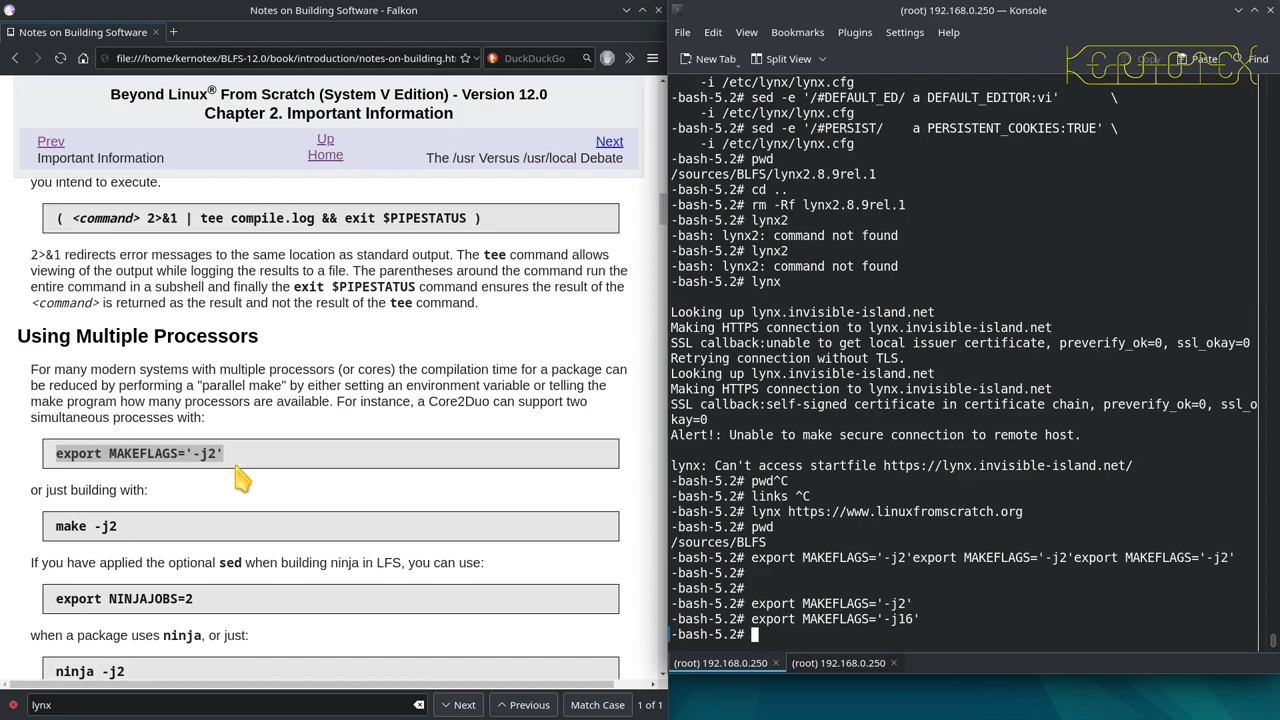 Notes on Building Software - Falkon
Notes on Building Software
file:///home/kernotex/BLFS-12.0/book/introduction/notes-on-building.ht
DuckDuckGo
Beyond Linux® From Scratch (System V Edition) - Version 12.0
Chapter 2. Important Information
Prev
Up
Next
Important Information
Home
The /usr Versus /usr/local Debate
you intend to execute.
( <command> 2>&1 | tee compile.log && exit $PIPESTATUS )
2>&1 redirects error messages to the same location as standard output. The tee command allows
viewing of the output while logging the results to a file. The parentheses around the command run the
entire command in a subshell and finally the exit $PIPESTATUS command ensures the result of the
<command> is returned as the result and not the result of the tee command.
Using Multiple Processors
For many modern systems with multiple processors (or cores) the compilation time for a package can
be reduced by performing a "parallel make" by either setting an environment variable or telling the
make program how many processors are available. For instance, a Core2Duo can support two
simultaneous processes with:
export MAKEFLAGS='-j2'
or just building with:
make -j2
If you have applied the optional sed when building ninja in LFS, you can use:
export NINJAJOBS=2
when a package uses ninja, or just:
ninja -j2
lynx
Next
Previous
Match Case
1 of 1
(root) 192.168.0.250 — Konsole
File Edit View Bookmarks Plugins Settings Help
New Tab
Split View
Copy
Paste
Find
KERNOTEX
-i /etc/lynx/lynx.cfg
-bash-5.2# sed -e '/#DEFAULT_ED/ a DEFAULT_EDITOR:vi' \
-i /etc/lynx/lynx.cfg
-bash-5.2# sed -e '/#PERSIST/ a PERSISTENT_COOKIES:TRUE' \
-i /etc/lynx/lynx.cfg
-bash-5.2# pwd
/sources/BLFS/lynx2.8.9rel.1
-bash-5.2# cd ..
-bash-5.2# rm -Rf lynx2.8.9rel.1
-bash-5.2# lynx2
-bash: lynx2: command not found
-bash-5.2# lynx2
-bash: lynx2: command not found
-bash-5.2# lynx
Looking up lynx.invisible-island.net
Making HTTPS connection to lynx.invisible-island.net
SSL callback:unable to get local issuer certificate, preverify_ok=0, ssl_okay=0
Retrying connection without TLS.
Looking up lynx.invisible-island.net
Making HTTPS connection to lynx.invisible-island.net
SSL callback:self-signed certificate in certificate chain, preverify_ok=0, ssl_o
kay=0
Alert!: Unable to make secure connection to remote host.
lynx: Can't access startfile https://lynx.invisible-island.net/
-bash-5.2# pwd^C
-bash-5.2# links ^C
-bash-5.2# lynx https://www.linuxfromscratch.org
-bash-5.2# pwd
/sources/BLFS
-bash-5.2# export MAKEFLAGS='-j2'export MAKEFLAGS='-j2'export MAKEFLAGS='-j2'
-bash-5.2#
-bash-5.2#
-bash-5.2# export MAKEFLAGS='-j2'
-bash-5.2# export MAKEFLAGS='-j16'
-bash-5.2#
(root) 192.168.0.250
(root) 192.168.0.250